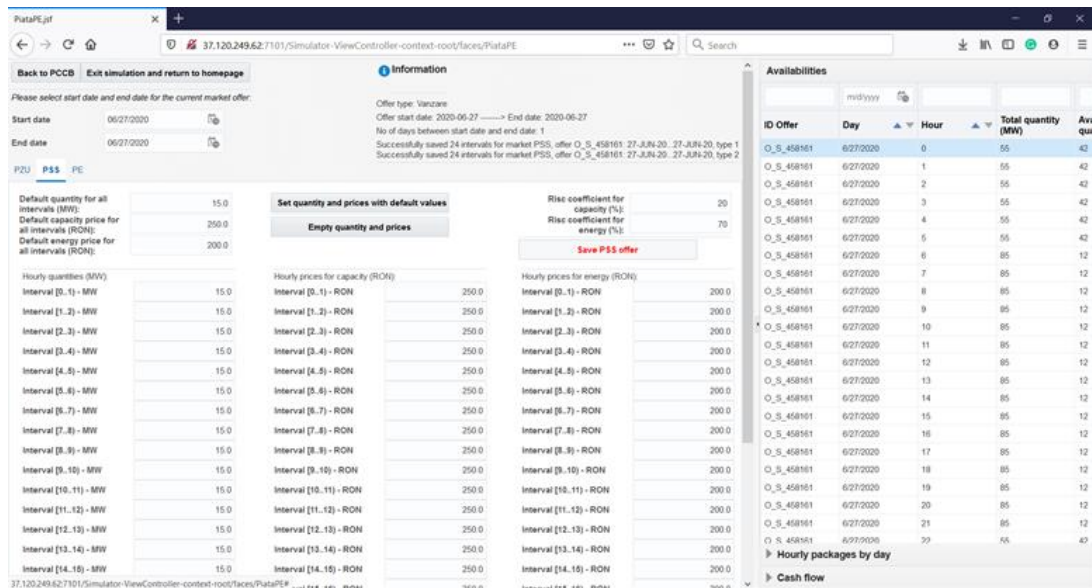 PiataPE.jsf
37.120.249.62:7101/Simulator-ViewController-context-root/faces/PiataPE
Search
Back to PCCB
Exit simulation and return to homepage
Please select start date and end date for the current market offer:
Start date 06/27/2020
End date 06/27/2020
Information
Offer type: Vanzare
Offer start date: 2020-06-27 -------> End date: 2020-06-27
No of days between start date and end date: 1
Successfully saved 24 intervals for market PSS, offer O_S_458161: 27-JUN-20...27-JUN-20, type 1
Successfully saved 24 intervals for market PSS, offer O_S_458161: 27-JUN-20...27-JUN-20, type 2
PZU PSS PE
Default quantity for all intervals (MW): 15.0
Default capacity price for all intervals (RON): 250.0
Default energy price for all intervals (RON): 200.0
Set quantity and prices with default values
Empty quantity and prices
Risc coefficient for capacity (%): 20
Risc coefficient for energy (%): 70
Save PSS offer
Hourly quantities (MW):
Interval [0..1) - MW 15.0
Interval [1..2) - MW 15.0
Interval [2..3) - MW 15.0
Interval [3..4) - MW 15.0
Interval [4..5) - MW 15.0
Interval [5..6) - MW 15.0
Interval [6..7) - MW 15.0
Interval [7..8) - MW 15.0
Interval [8..9) - MW 15.0
Interval [9..10) - MW 15.0
Interval [10..11) - MW 15.0
Interval [11..12) - MW 15.0
Interval [12..13) - MW 15.0
Interval [13..14) - MW 15.0
Interval [14..15) - MW 15.0
Hourly prices for capacity (RON):
Interval [0..1) - RON 250.0
Interval [1..2) - RON 250.0
Interval [2..3) - RON 250.0
Interval [3..4) - RON 250.0
Interval [4..5) - RON 250.0
Interval [5..6) - RON 250.0
Interval [6..7) - RON 250.0
Interval [7..8) - RON 250.0
Interval [8..9) - RON 250.0
Interval [9..10) - RON 250.0
Interval [10..11) - RON 250.0
Interval [11..12) - RON 250.0
Interval [12..13) - RON 250.0
Interval [13..14) - RON 250.0
Interval [14..15) - RON 250.0
Hourly prices for energy (RON):
Interval [0..1) - RON 200.0
Interval [1..2) - RON 200.0
Interval [2..3) - RON 200.0
Interval [3..4) - RON 200.0
Interval [4..5) - RON 200.0
Interval [5..6) - RON 200.0
Interval [6..7) - RON 200.0
Interval [7..8) - RON 200.0
Interval [8..9) - RON 200.0
Interval [9..10) - RON 200.0
Interval [10..11) - RON 200.0
Interval [11..12) - RON 200.0
Interval [12..13) - RON 200.0
Interval [13..14) - RON 200.0
Interval [14..15) - RON 200.0
37.120.249.62:7101/Simulator-ViewController-context-root/faces/PiataPE#
Availabilities
m/d/yyyy
ID Offer Day Hour Total quantity (MW)
O_S_458161 6/27/2020 0 55 42
O_S_458161 6/27/2020 1 55 42
O_S_458161 6/27/2020 2 55 42
O_S_458161 6/27/2020 3 55 42
O_S_458161 6/27/2020 4 55 42
O_S_458161 6/27/2020 5 55 42
O_S_458161 6/27/2020 6 85 12
O_S_458161 6/27/2020 7 85 12
O_S_458161 6/27/2020 8 85 12
O_S_458161 6/27/2020 9 85 12
O_S_458161 6/27/2020 10 85 12
O_S_458161 6/27/2020 11 85 12
O_S_458161 6/27/2020 12 85 12
O_S_458161 6/27/2020 13 85 12
O_S_458161 6/27/2020 14 85 12
O_S_458161 6/27/2020 15 85 12
O_S_458161 6/27/2020 16 85 12
O_S_458161 6/27/2020 17 85 12
O_S_458161 6/27/2020 18 85 12
O_S_458161 6/27/2020 19 85 12
O_S_458161 6/27/2020 20 85 12
O_S_458161 6/27/2020 21 85 12
O_S_458161 6/27/2020 22 55 42
Hourly packages by day
Cash flow